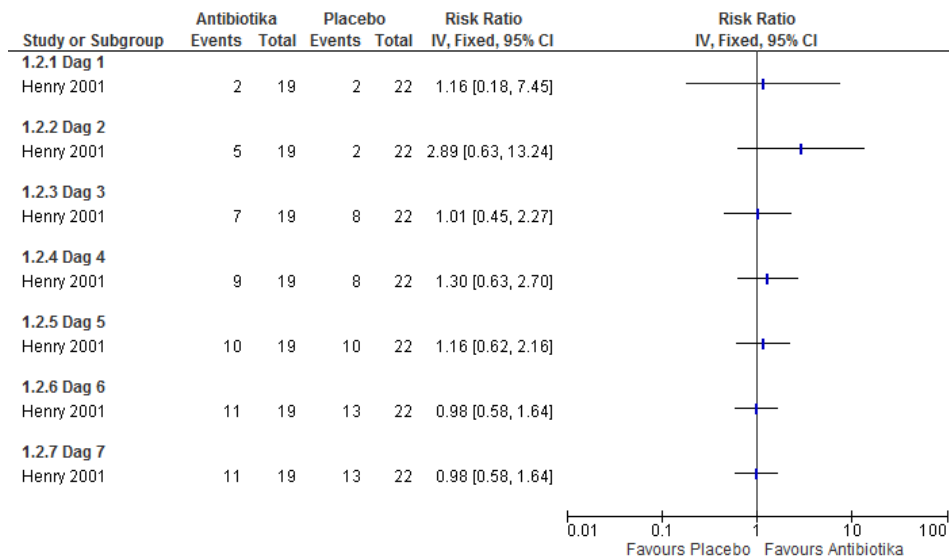 Antibiotika Placebo Risk Ratio Risk Ratio
Study or Subgroup Events Total Events Total IV, Fixed, 95% CI IV, Fixed, 95% CI
1.2.1 Dag 1
Henry 2001 2 19 2 22 1.16 [0.18, 7.45]
1.2.2 Dag 2
Henry 2001 5 19 2 22 2.89 [0.63, 13.24]
1.2.3 Dag 3
Henry 2001 7 19 8 22 1.01 [0.45, 2.27]
1.2.4 Dag 4
Henry 2001 9 19 8 22 1.30 [0.63, 2.70]
1.2.5 Dag 5
Henry 2001 10 19 10 22 1.16 [0.62, 2.16]
1.2.6 Dag 6
Henry 2001 11 19 13 22 0.98 [0.58, 1.64]
1.2.7 Dag 7
Henry 2001 11 19 13 22 0.98 [0.58, 1.64]
0.01 0.1 1 10 100
Favours Placebo Favours Antibiotika